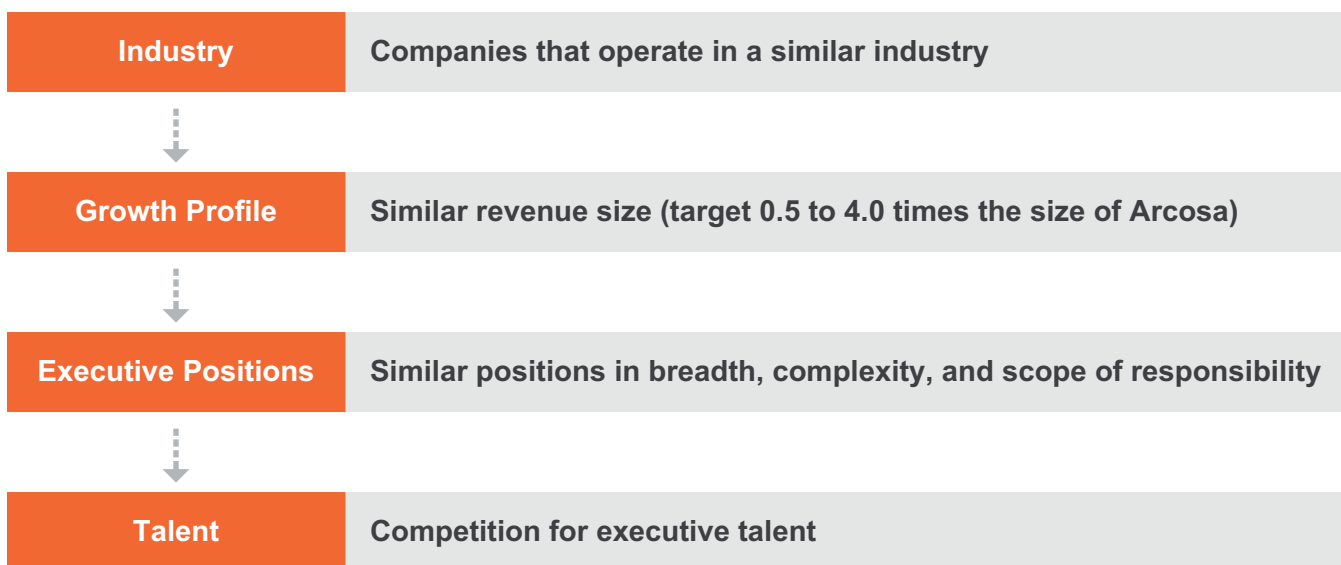 Industry
Companies that operate in a similar industry
Growth Profile
Similar revenue size (target 0.5 to 4.0 times the size of Arcosa)
Executive Positions
Similar positions in breadth, complexity, and scope of responsibility
Talent
Competition for executive talent